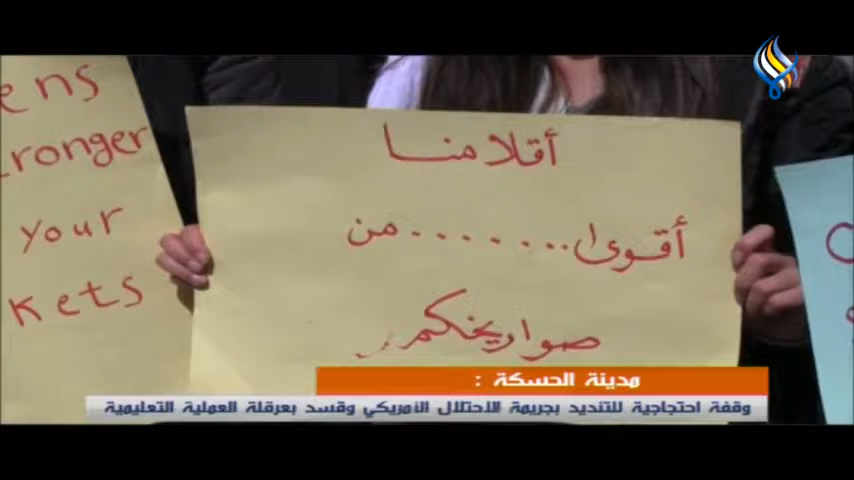 ens
tronger
your
kets
أقلامنا
أقوى ....... من
صواريخكم
مدينة الحسكة :
وقفة احتجاجية للتنديد بجريمة الاحتلال الأمريكي وقسد بعرقلة العملية التعليمية